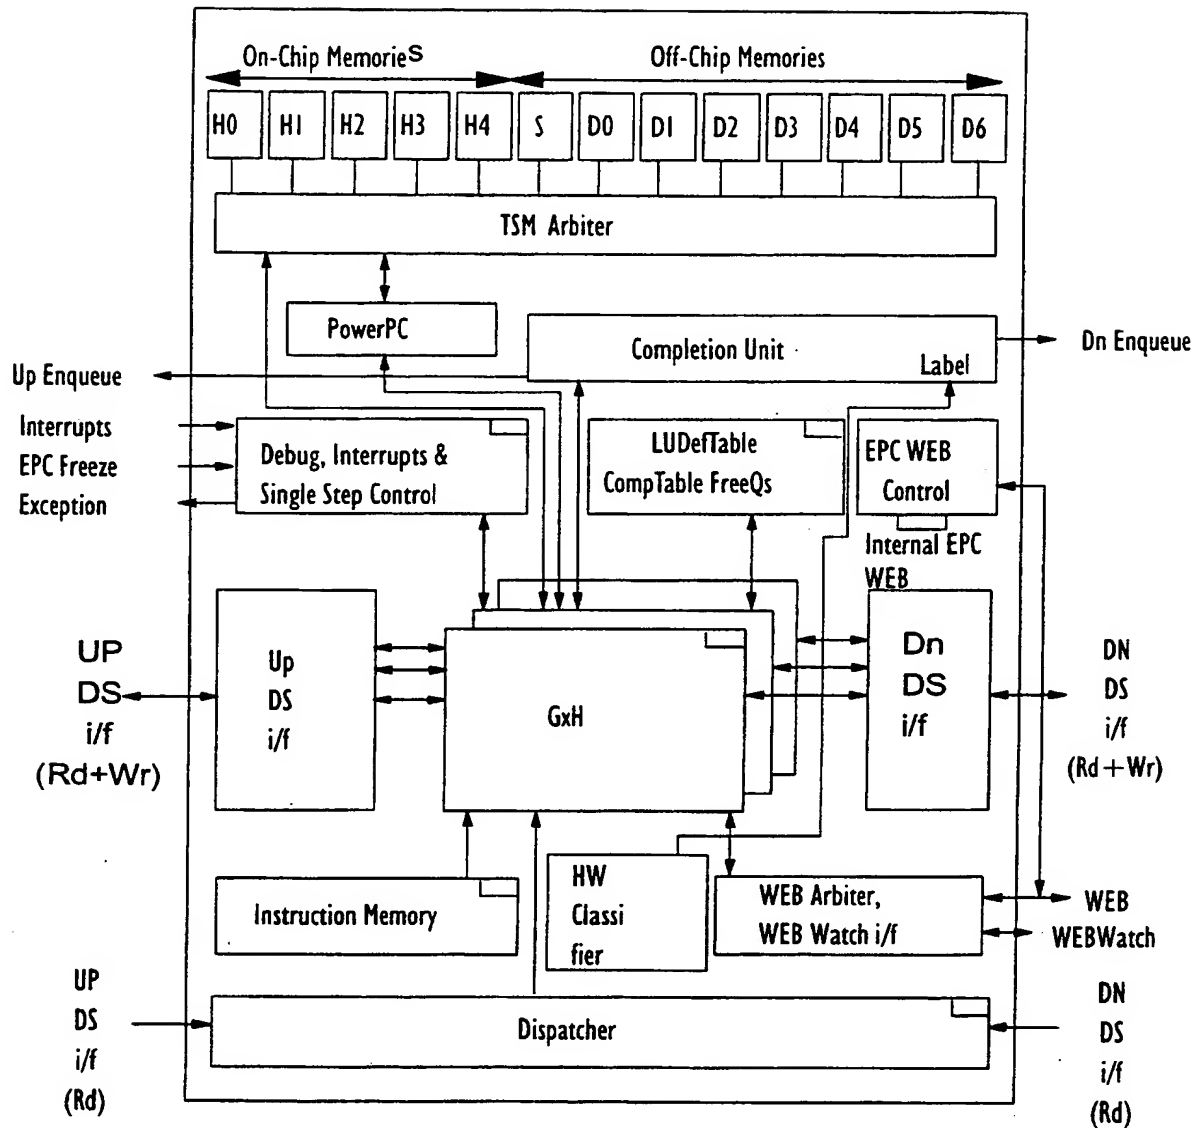 On-Chip MemorieS
Off-Chip Memories
H0 H1 H2 H3 H4 S D0 D1 D2 D3 D4 D5 D6
TSM Arbiter
PowerPC
Completion Unit
Label
Dn Enqueue
Up Enqueue
Interrupts
EPC Freeze
Exception
Debug, Interrupts &
Single Step Control
LUDefTable
CompTable FreeQs
EPC WEB
Control
Internal EPC
WEB
UP
DS
i/f
(Rd+Wr)
Up
DS
i/f
GxH
Dn
DS
i/f
DN
DS
i/f
(Rd+Wr)
Instruction Memory
HW
Classi
fier
WEB Arbiter,
WEB Watch i/f
WEB
WEBWatch
UP
DS
i/f
(Rd)
Dispatcher
DN
DS
i/f
(Rd)